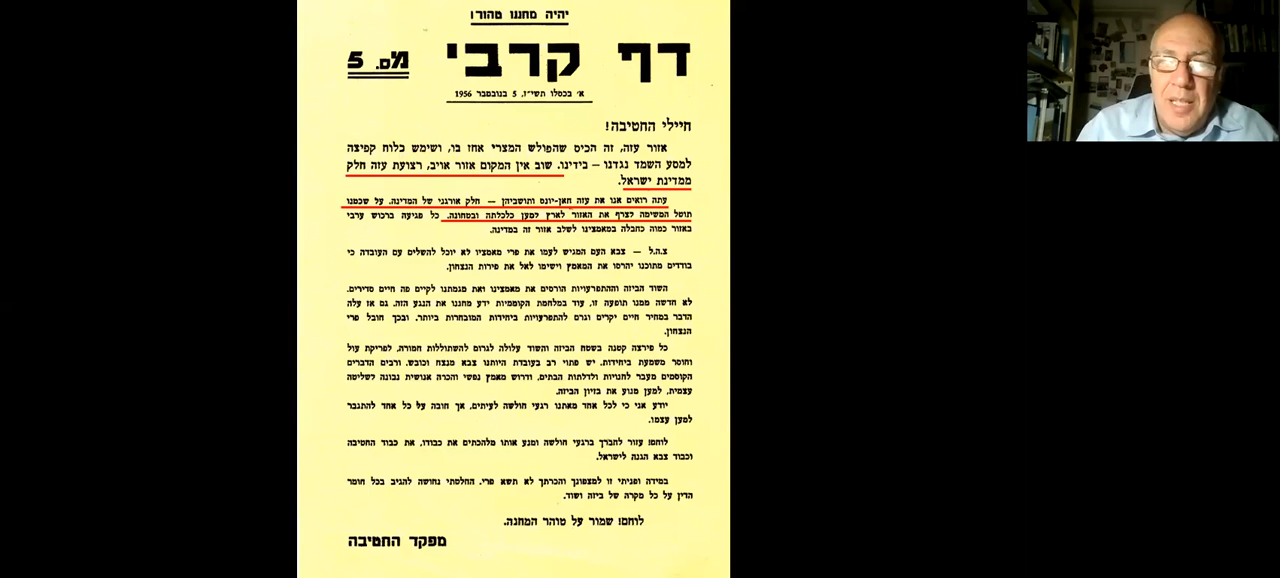 יהיה מחננו טהור!
דף קרבי מס. 5
א׳ בכסלו תשי״ז, 5 בנובמבר 1956
חיילי החטיבה!
אזור עזה, זה הכיס שהפולש המצרי אחז בו, ושימש כלוח קפיצה
למסע השמד נגדנו — בידינו. שוב אין המקום אזור אויב, רצועת עזה חלק
ממדינת ישראל.
עתה רואים אנו את עזה חאן-יונס ותושביהן — חלק אורגני של המדינה. על שכמנו
תוטל המשימה לצרף את האזור לארץ למען כלכלתה ובטחונה. כל פגיעה ברכוש ערבי
באזור כמוה כחבלה במאמצינו לשלב אזור זה במדינה.
צ.ה.ל — צבא העם המגיש לעמו את פרי מאמציו לא יוכל להשלים עם העובדה כי
בודדים מתוכנו יהרסו את המאמץ וישימו לאל את פירות הנצחון.
השוד הביזה וההתפרעויות הורסים את מאמצינו ואת מגמתנו לקיים פה חיים סדירים.
לא חדשה ממנו תופעה זו, עוד במלחמת הקוממיות ידע מחננו את הנגע הזה. גם אז עלה
הדבר במחיר חיים יקרים וגרם להתפרעויות ביחידות המובחרות ביותר. ובכך חובל פרי
הנצחון.
כל פירצה קטנה בשטח הביזה והשוד עלולה לגרום להשתוללות חמורה, לפריקת עול
וחוסר משמעת ביחידות. יש פתוי רב בעובדת היותנו צבא מנצח וכובש. ורבים הדברים
הקוסמים מעבר לחנויות ולדלתות הבתים, ודרוש מאמץ נפשי והכרה אנושית נבונה לשליטה
עצמית, למען מנוע את בזיון הביזה.
יודע אני כי לכל אחד מאתנו רגעי חולשה לעיתים, אך חובה על כל אחד להתגבר
למען עצמו.
לוחם! עזור לחברך ברגעי חולשה ומנע אותו מלהכתים את כבודו, את כבוד החטיבה
וכבוד צבא הגנה לישראל.
במידה ופניתי זו למצפונך והכרתך לא תשא פרי. החלטתי נחושה להגיב בכל חומר
הדין על כל מקרה של ביזה ושוד.
לוחם! שמור על טוהר המחנה.
מפקד החטיבה